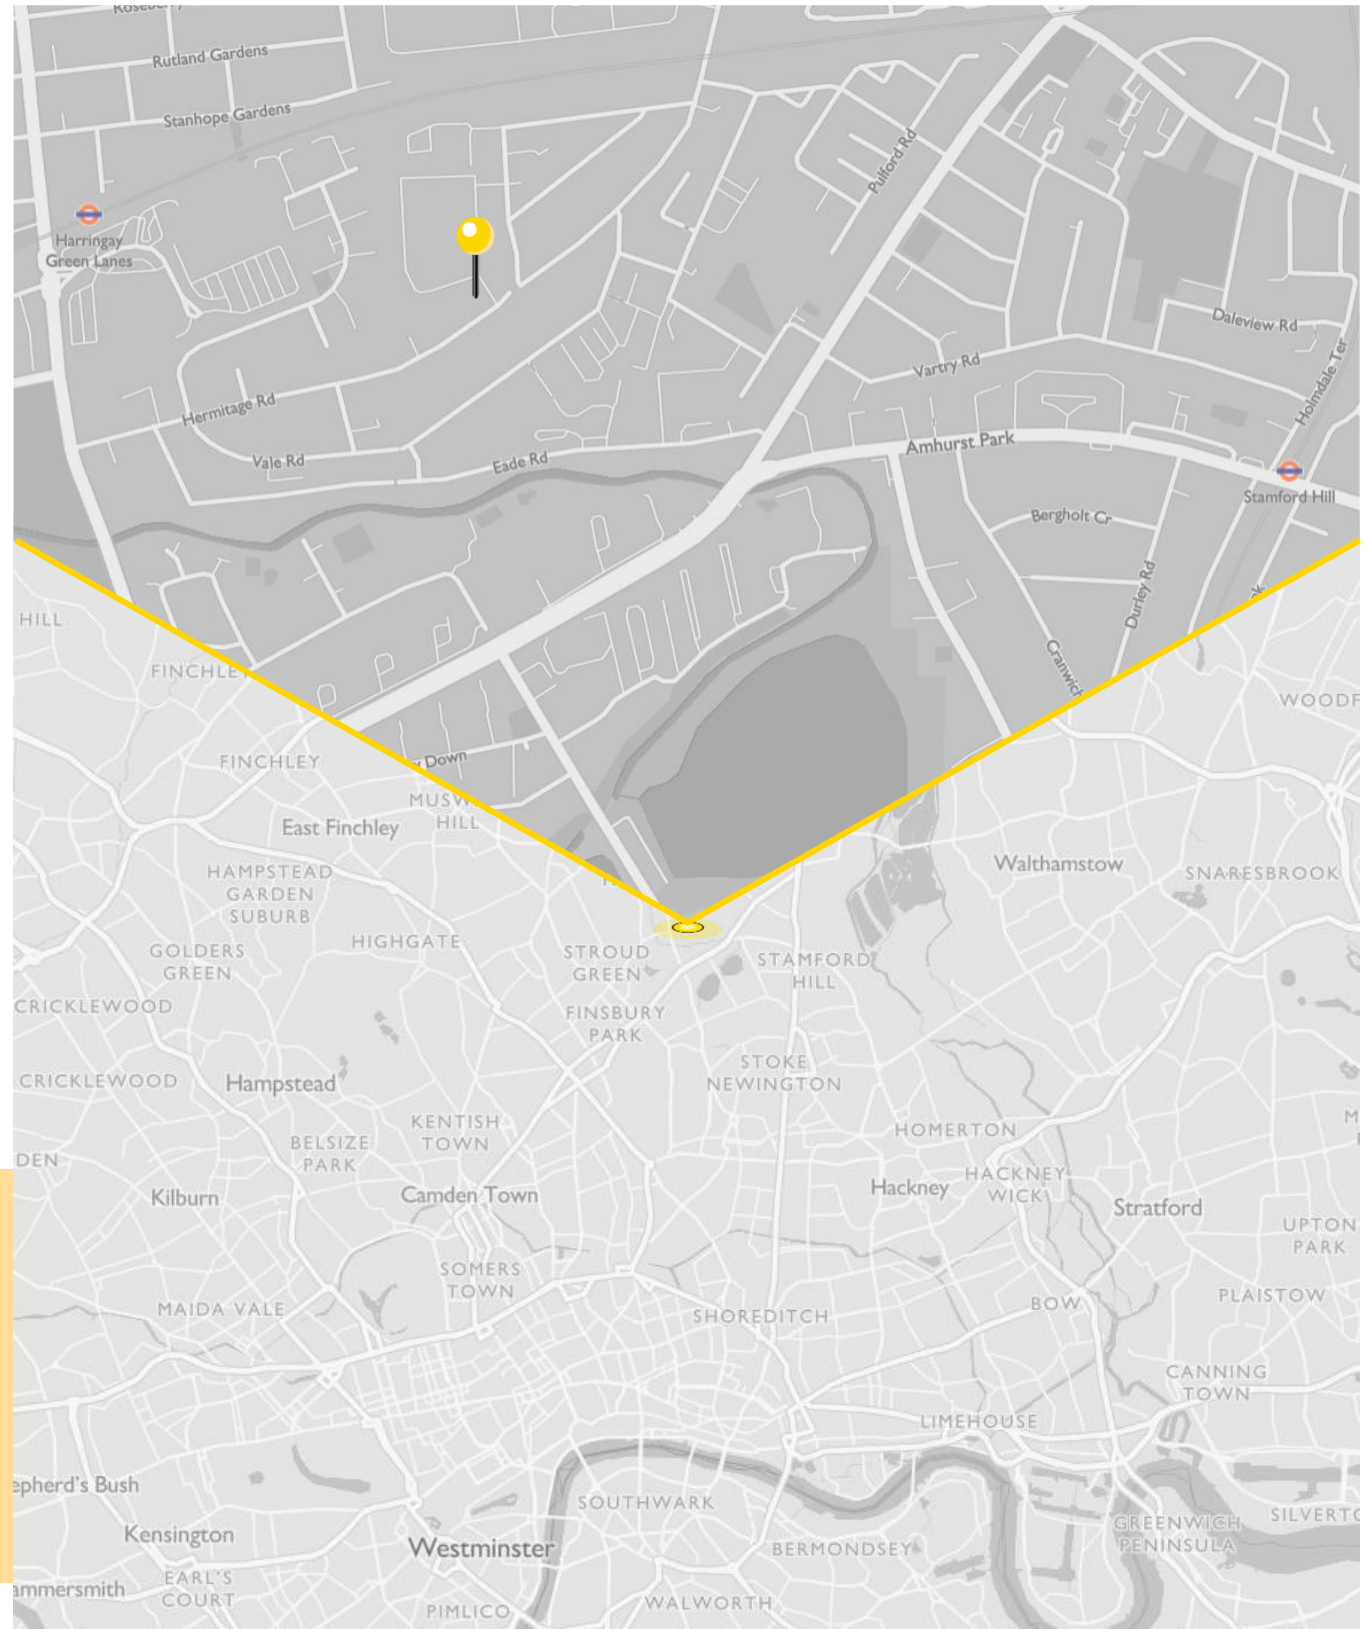 Rutland Gardens
Stanhope Gardens
Pulford Rd
Harringay
Green Lanes
Daleview Rd
Holmdale Ter
Vartry Rd
Hermitage Rd
Amhurst Park
Vale Rd
Eade Rd
Stamford Hill
Bergholt Cr
Durley Rd
HILL
Cranwich
FINCHLEY
WOODF
FINCHLEY
Down
MUSW
HILL
East Finchley
Walthamstow
HAMPSTEAD
GARDEN
SUBURB
SNARESBROOK
HIGHGATE
GOLDERS
GREEN
STROUD
GREEN
STAMFORD
HILL
CRICKLEWOOD
FINSBURY
PARK
STOKE
NEWINGTON
CRICKLEWOOD
Hampstead
KENTISH
TOWN
HOMERTON
BELSIZE
PARK
DEN
Kilburn
Camden Town
Hackney
HACKNEY
WICK
Stratford
UPTON
PARK
SOMERS
TOWN
MAIDA VALE
SHOREDITCH
BOW
PLAISTOW
CANNING
TOWN
LIMEHOUSE
epherd's Bush
SOUTHWARK
SILVERTO
Kensington
Westminster
BERMONDSEY
GREENWICH
PENINSULA
ammersmith
EARL'S
COURT
PIMLICO
WALWORTH